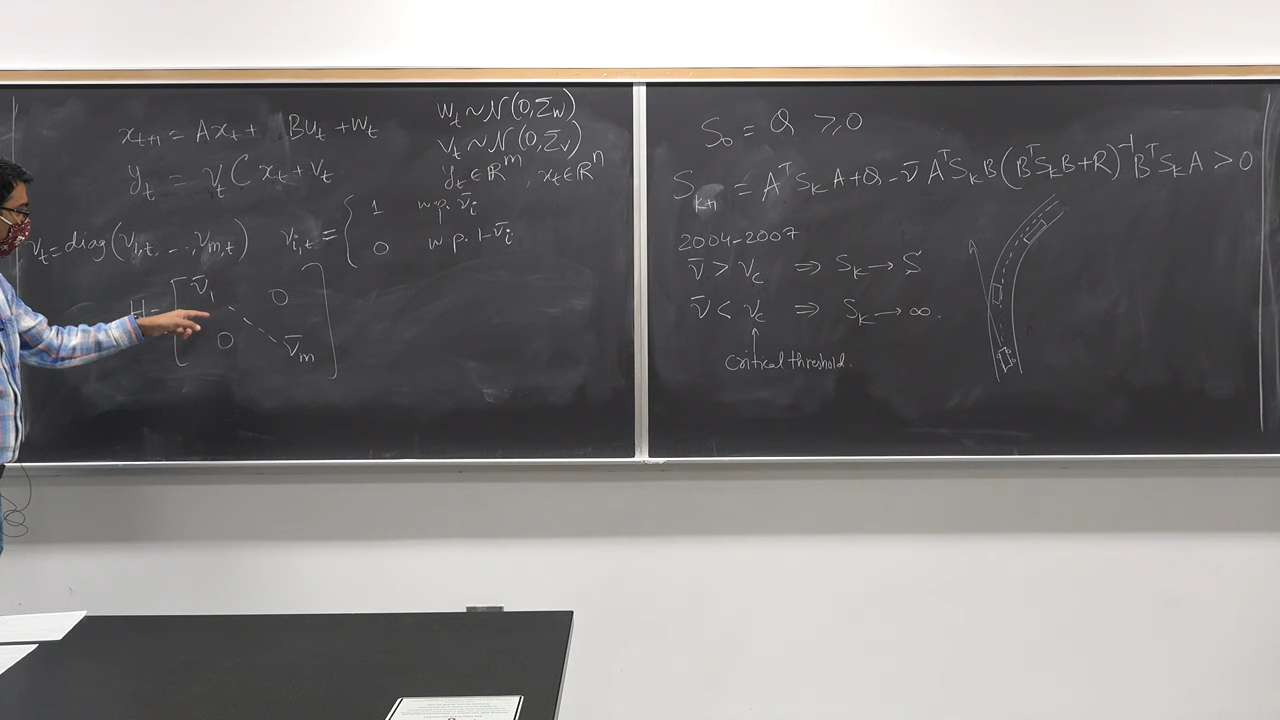 x_{t+1} = Ax_t + Bu_t + w_t
w_t ~ N(0, Σ_w)
v_t ~ N(0, Σ_v)
y_t = ν_t C x_t + v_t
y_t ∈ ℝ^m, x_t ∈ ℝ^n
ν_t = diag(ν_{1,t}, ..., ν_{m,t}) ν_{i,t} = { 1 w.p. ν̄_i
0 w.p. 1-ν̄_i
H = [ ν̄_1 0
0 ν̄_m ]
S_0 = Q ≥ 0
S_{k+1} = A^T S_k A + Q - ν̄ A^T S_k B (B^T S_k B + R)^{-1} B^T S_k A > 0
2004-2007
ν̄ > ν_c ⇒ S_k → S
ν̄ < ν_c ⇒ S_k → ∞.
Critical threshold.